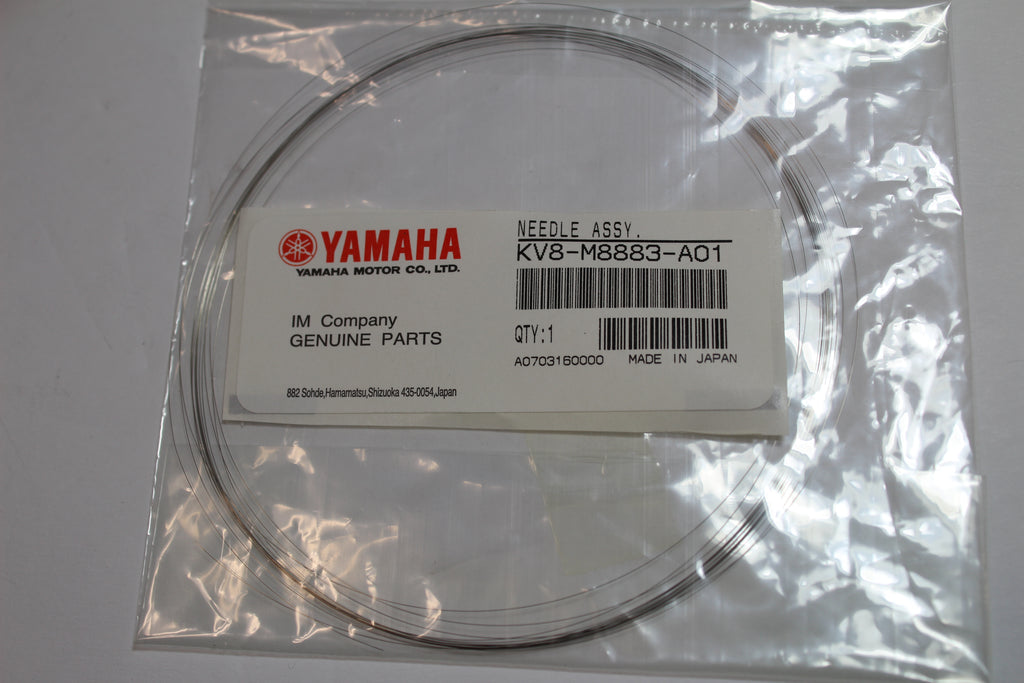 YAMAHA
YAMAHA MOTOR CO., LTD.
IM Company
GENUINE PARTS
882 Sohde,Hamamatsu,Shizuoka 435-0054,Japan
NEEDLE ASSY.
KV8-M8883-A01
QTY:1
A0703160000 MADE IN JAPAN